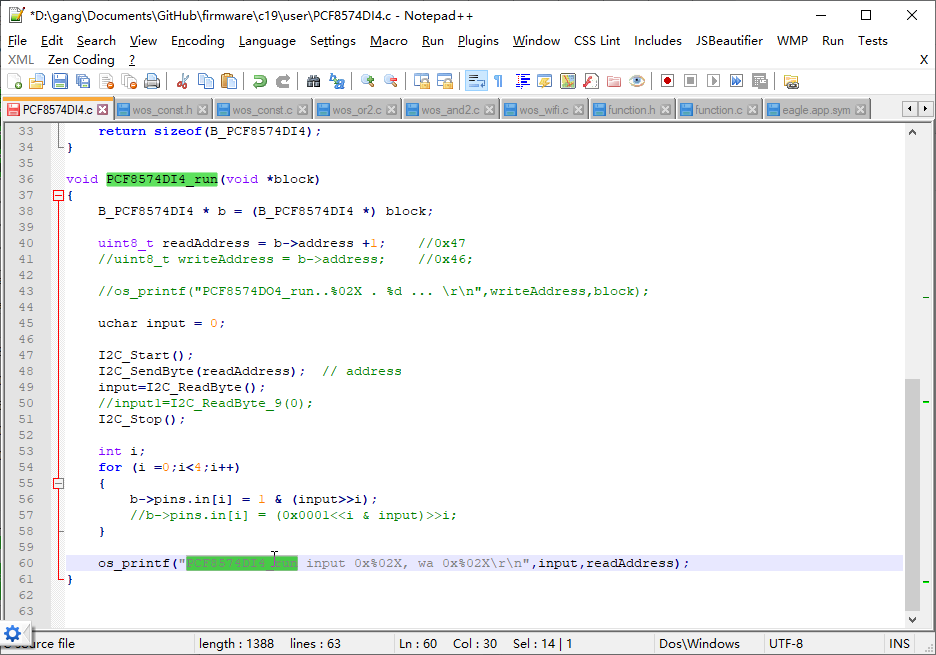 *D:\gang\Documents\GitHub\firmware\c19\user\PCF8574DI4.c - Notepad++
File Edit Search View Encoding Language Settings Macro Run Plugins Window CSS Lint Includes JSBeautifier WMP Run Tests
XML Zen Coding ? X
PCF8574DI4.c wos_const.h wos_const.c wos_or2.c wos_and2.c wos_wifi.c function.h function.c eagle.app.sym
33 return sizeof(B_PCF8574DI4);
34 }
35
36 void PCF8574DI4_run(void *block)
37 {
38 B_PCF8574DI4 * b = (B_PCF8574DI4 *) block;
39
40 uint8_t readAddress = b->address +1; //0x47
41 //uint8_t writeAddress = b->address; //0x46;
42
43 //os_printf("PCF8574DO4_run..%02X . %d ... \r\n",writeAddress,block);
44
45 uchar input = 0;
46
47 I2C_Start();
48 I2C_SendByte(readAddress); // address
49 input=I2C_ReadByte();
50 //input1=I2C_ReadByte_9(0);
51 I2C_Stop();
52
53 int i;
54 for (i =0;i<4;i++)
55 {
56 b->pins.in[i] = 1 & (input>>i);
57 //b->pins.in[i] = (0x0001<<i & input)>>i;
58 }
59
60 os_printf("PCF8574DI4_run input 0x%02X, wa 0x%02X\r\n",input,readAddress);
61 }
62
63
source file length : 1388 lines : 63 Ln : 60 Col : 30 Sel : 14 | 1 Dos\Windows UTF-8 INS